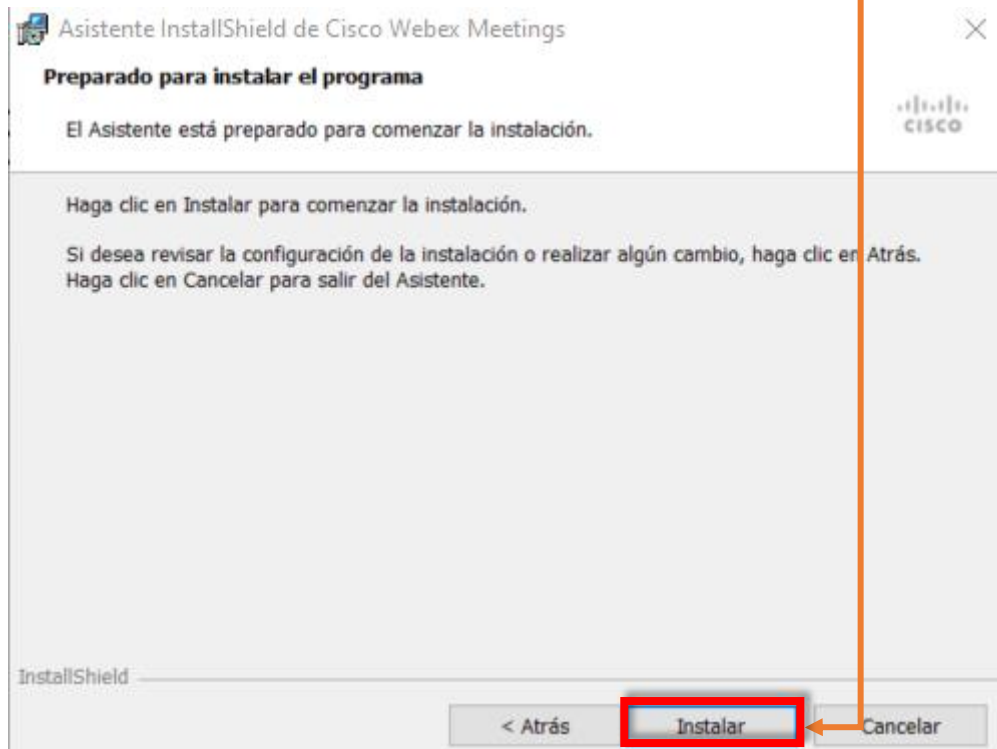 Asistente InstallShield de Cisco Webex Meetings
Preparado para instalar el programa
El Asistente está preparado para comenzar la instalación.
CISCO
Haga clic en Instalar para comenzar la instalación.
Si desea revisar la configuración de la instalación o realizar algún cambio, haga clic en Atrás.
Haga clic en Cancelar para salir del Asistente.
InstallShield
< Atrás
Instalar
Cancelar